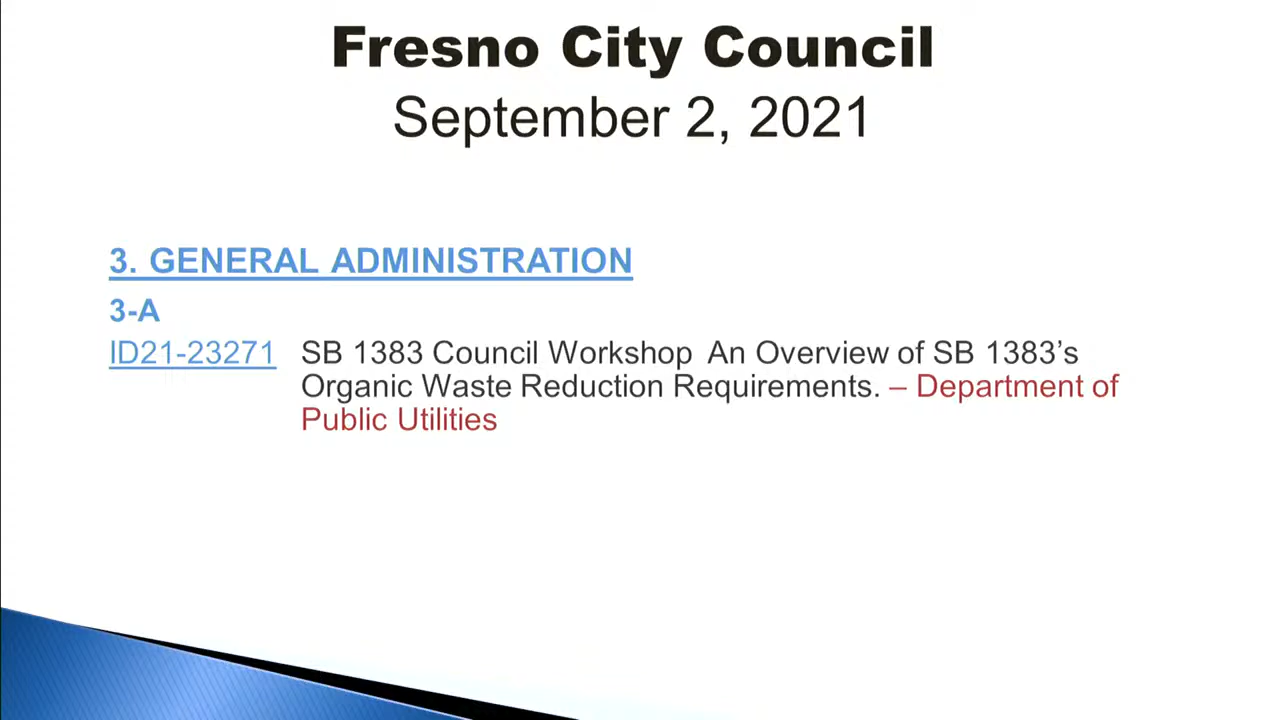 Fresno City Council
September 2, 2021
3. GENERAL ADMINISTRATION
3-A
ID21-23271 SB 1383 Council Workshop An Overview of SB 1383’s
Organic Waste Reduction Requirements. – Department of
Public Utilities